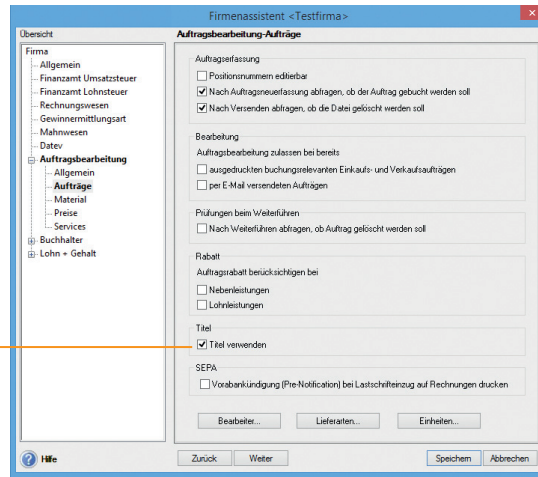 Firmenassistent <Testfirma>
Übersicht
Firma
Allgemein
Finanzamt Umsatzsteuer
Finanzamt Lohnsteuer
Rechnungswesen
Gewinnermittlungsart
Mahnwesen
Datev
Auftragsbearbeitung
Allgemein
Aufträge
Material
Preise
Services
Buchhalter
Lohn + Gehalt
Auftragsbearbeitung-Aufträge
Auftragserfassung
Positionsnummern editierbar
Nach Auftragsneuerfassung abfragen, ob der Auftrag gebucht werden soll
Nach Versenden abfragen, ob die Datei gelöscht werden soll
Bearbeitung
Auftragsbearbeitung zulassen bei bereits
ausgedruckten buchungsrelevanten Einkaufs- und Verkaufsaufträgen
per E-Mail versendeten Aufträgen
Prüfungen beim Weiterführen
Nach Weiterführen abfragen, ob Auftrag gelöscht werden soll
Rabatt
Auftragsrabatt berücksichtigen bei
Nebenleistungen
Lohnleistungen
Titel
Titel verwenden
SEPA
Vorabankündigung (Pre-Notification) bei Lastschrifteinzug auf Rechnungen drucken
Bearbeiter... Lieferarten... Einheiten...
Hilfe Zurück Weiter Speichern Abbrechen